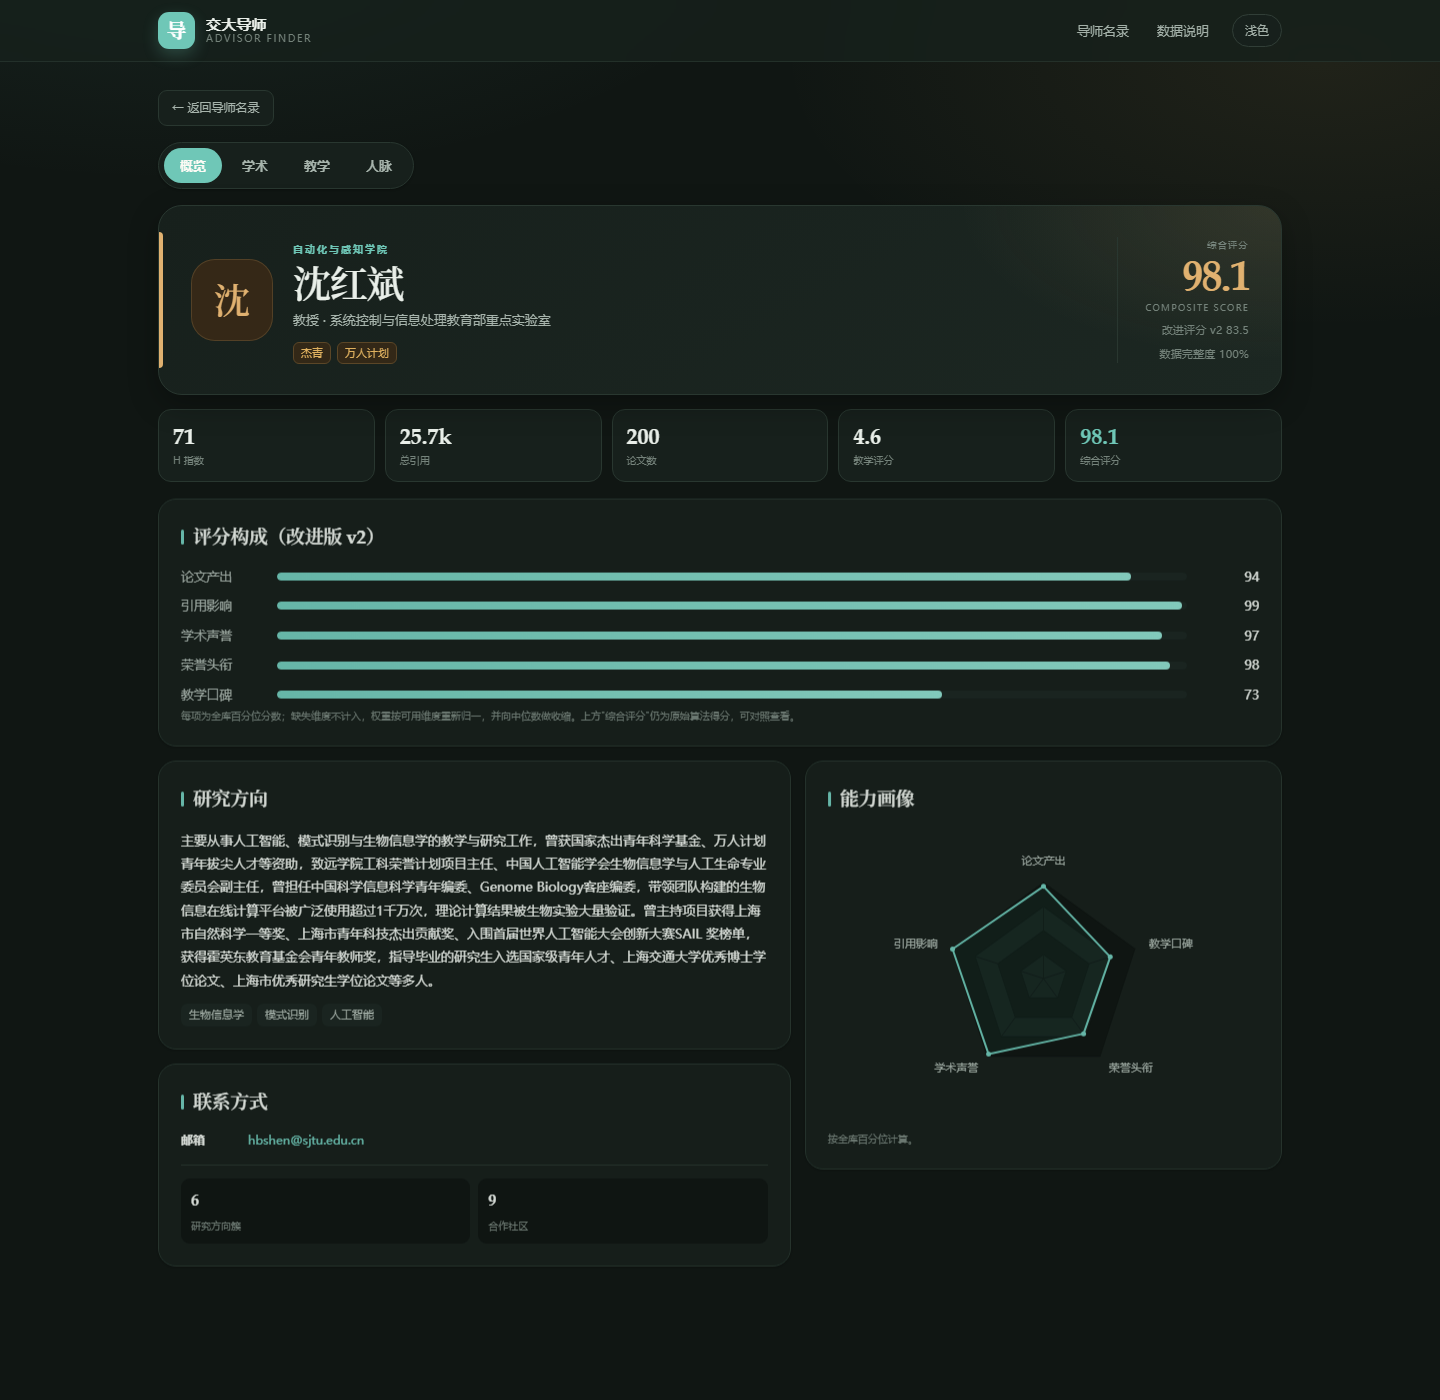 导
交大导师
ADVISOR FINDER
导师名录
数据说明
浅色
← 返回导师名录
概览
学术
教学
人脉
沈
自动化与感知学院
沈红斌
教授 · 系统控制与信息处理教育部重点实验室
杰青
万人计划
综合评分
98.1
COMPOSITE SCORE
改进评分 v2 83.5
数据完整度 100%
71
H 指数
25.7k
总引用
200
论文数
4.6
教学评分
98.1
综合评分
评分构成（改进版 v2）
论文产出 94
引用影响 99
学术声誉 97
荣誉头衔 98
教学口碑 73
每项为全库百分位分数；缺失维度不计入，权重按可用维度重新归一，并向中位数做收缩。上方"综合评分"仍为原始算法得分，可对照查看。
研究方向
主要从事人工智能、模式识别与生物信息学的教学与研究工作，曾获国家杰出青年科学基金、万人计划
青年拔尖人才等资助，致远学院工科荣誉计划项目主任、中国人工智能学会生物信息学与人工生命专业
委员会副主任，曾担任中国科学信息科学青年编委、Genome Biology客座编委，带领团队构建的生物
信息在线计算平台被广泛使用超过1千万次，理论计算结果被生物实验大量验证。曾主持项目获得上海
市自然科学一等奖、上海市青年科技杰出贡献奖、入围首届世界人工智能大会创新大赛SAIL 奖榜单，
获得霍英东教育基金会青年教师奖，指导毕业的研究生入选国家级青年人才、上海交通大学优秀博士学
位论文、上海市优秀研究生学位论文等多人。
生物信息学
模式识别
人工智能
能力画像
论文产出
引用影响
教学口碑
学术声誉
荣誉头衔
按全库百分位计算。
联系方式
邮箱 hbshen@sjtu.edu.cn
6
研究方向簇
9
合作社区